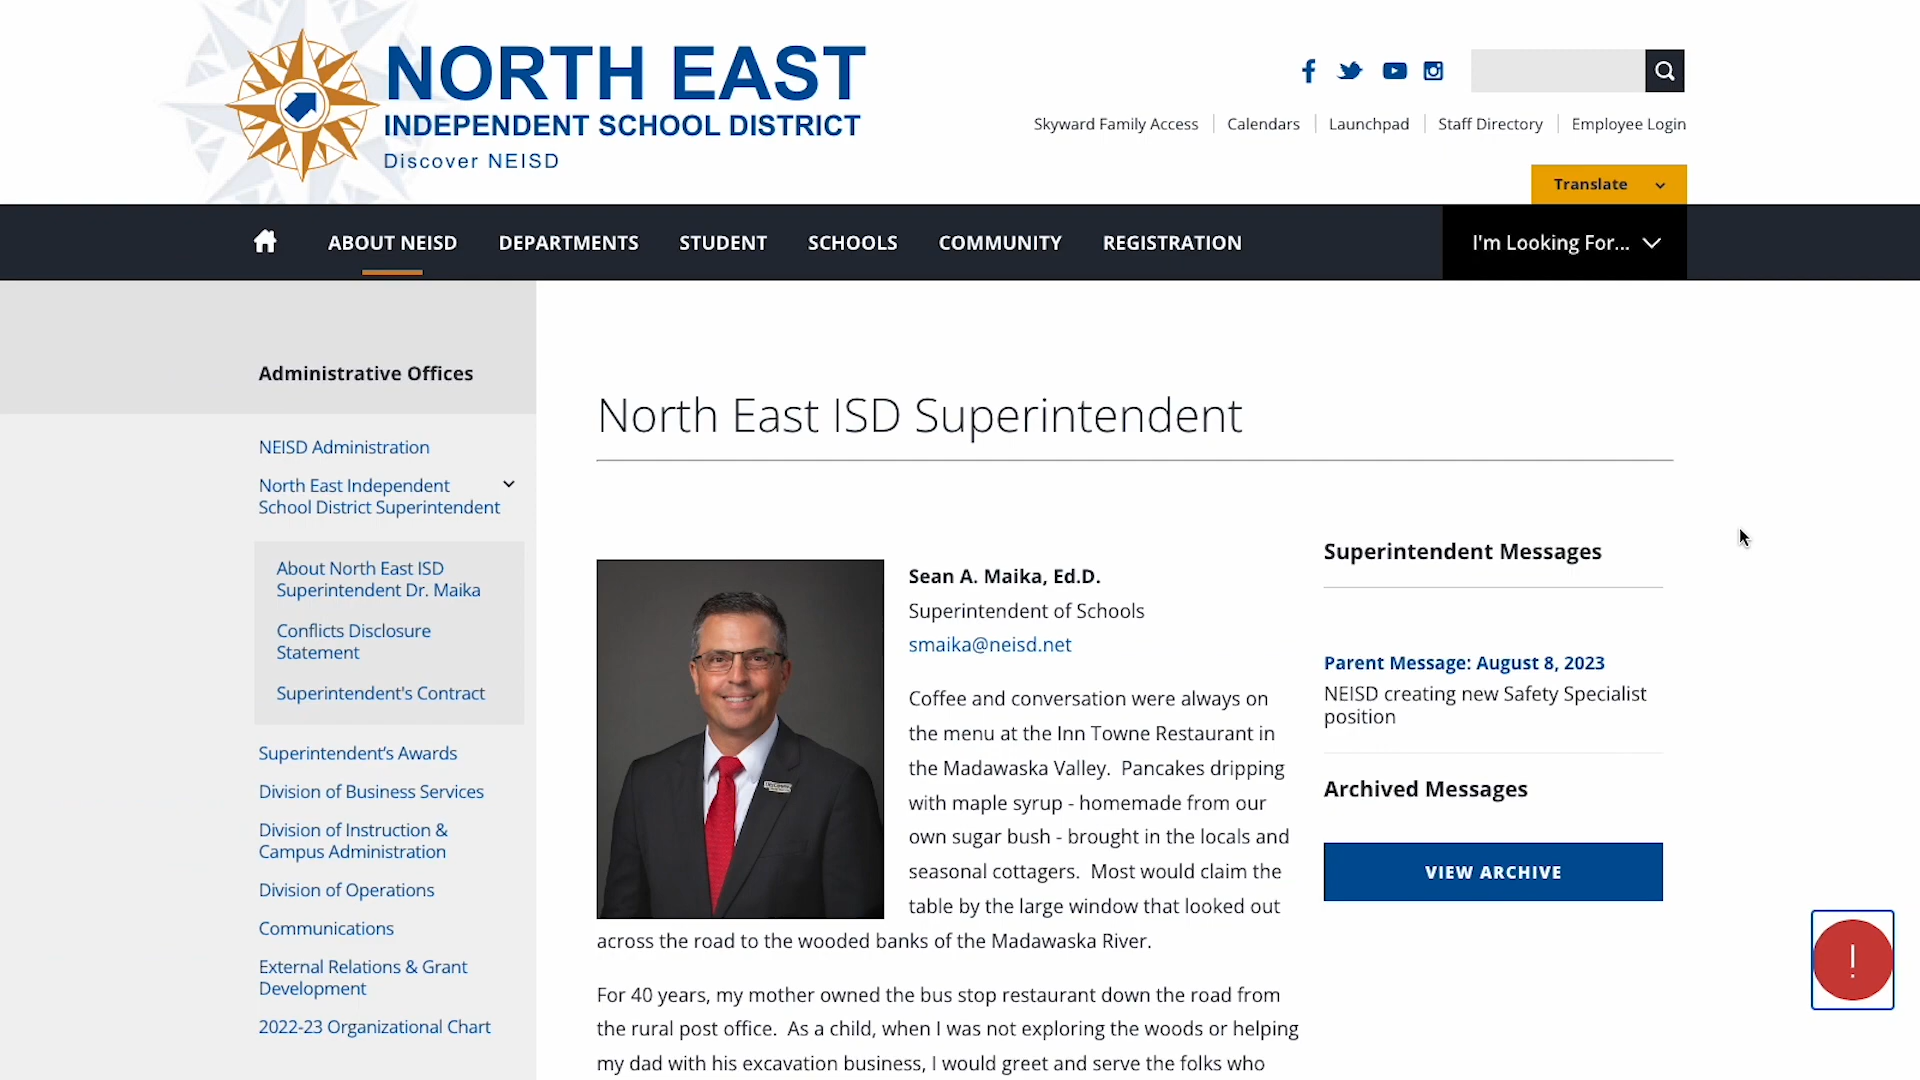 NORTH EAST
INDEPENDENT SCHOOL DISTRICT
Discover NEISD
Skyward Family Access
Calendars
Launchpad
Staff Directory
Employee Login
Translate
ABOUT NEISD
DEPARTMENTS
STUDENT
SCHOOLS
COMMUNITY
REGISTRATION
I'm Looking For...
Administrative Offices
NEISD Administration
North East Independent
School District Superintendent
About North East ISD
Superintendent Dr. Maika
Conflicts Disclosure
Statement
Superintendent's Contract
Superintendent’s Awards
Division of Business Services
Division of Instruction &
Campus Administration
Division of Operations
Communications
External Relations & Grant
Development
2022-23 Organizational Chart
North East ISD Superintendent
Sean A. Maika, Ed.D.
Superintendent of Schools
smaika@neisd.net
Coffee and conversation were always on
the menu at the Inn Towne Restaurant in
the Madawaska Valley. Pancakes dripping
with maple syrup - homemade from our
own sugar bush - brought in the locals and
seasonal cottagers. Most would claim the
table by the large window that looked out
across the road to the wooded banks of the Madawaska River.
For 40 years, my mother owned the bus stop restaurant down the road from
the rural post office. As a child, when I was not exploring the woods or helping
my dad with his excavation business, I would greet and serve the folks who
Superintendent Messages
Parent Message: August 8, 2023
NEISD creating new Safety Specialist
position
Archived Messages
VIEW ARCHIVE
!